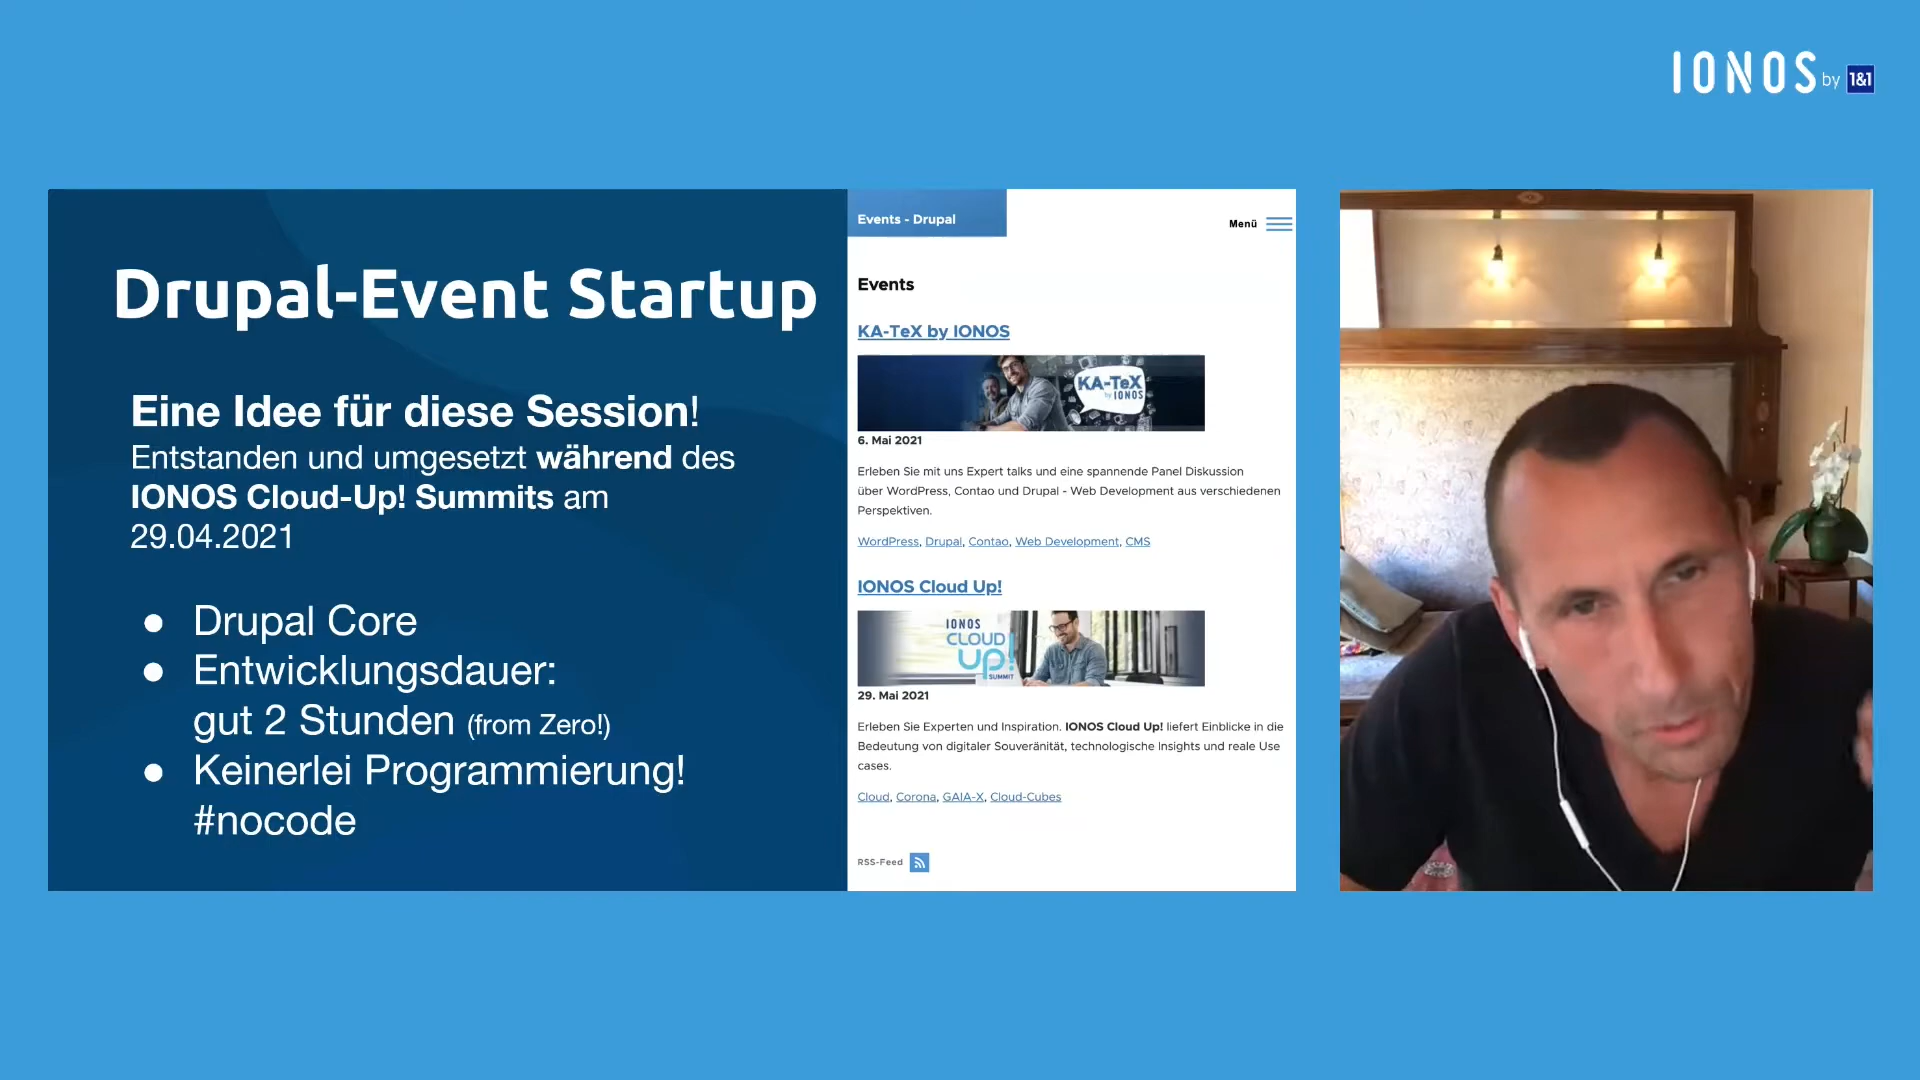 IONOS by 1&1
Drupal-Event Startup
Eine Idee für diese Session!
Entstanden und umgesetzt während des
IONOS Cloud-Up! Summits am
29.04.2021
● Drupal Core
● Entwicklungsdauer:
gut 2 Stunden (from Zero!)
● Keinerlei Programmierung!
#nocode
Events - Drupal
Menü
Events
KA-TeX by IONOS
KA-TeX
by IONOS
6. Mai 2021
Erleben Sie mit uns Expert talks und eine spannende Panel Diskussion
über WordPress, Contao und Drupal - Web Development aus verschiedenen
Perspektiven.
WordPress, Drupal, Contao, Web Development, CMS
IONOS Cloud Up!
IONOS
CLOUD
up!
SUMMIT
29. Mai 2021
Erleben Sie Experten und Inspiration. IONOS Cloud Up! liefert Einblicke in die
Bedeutung von digitaler Souveränität, technologische Insights und reale Use
cases.
Cloud, Corona, GAIA-X, Cloud-Cubes
RSS-Feed